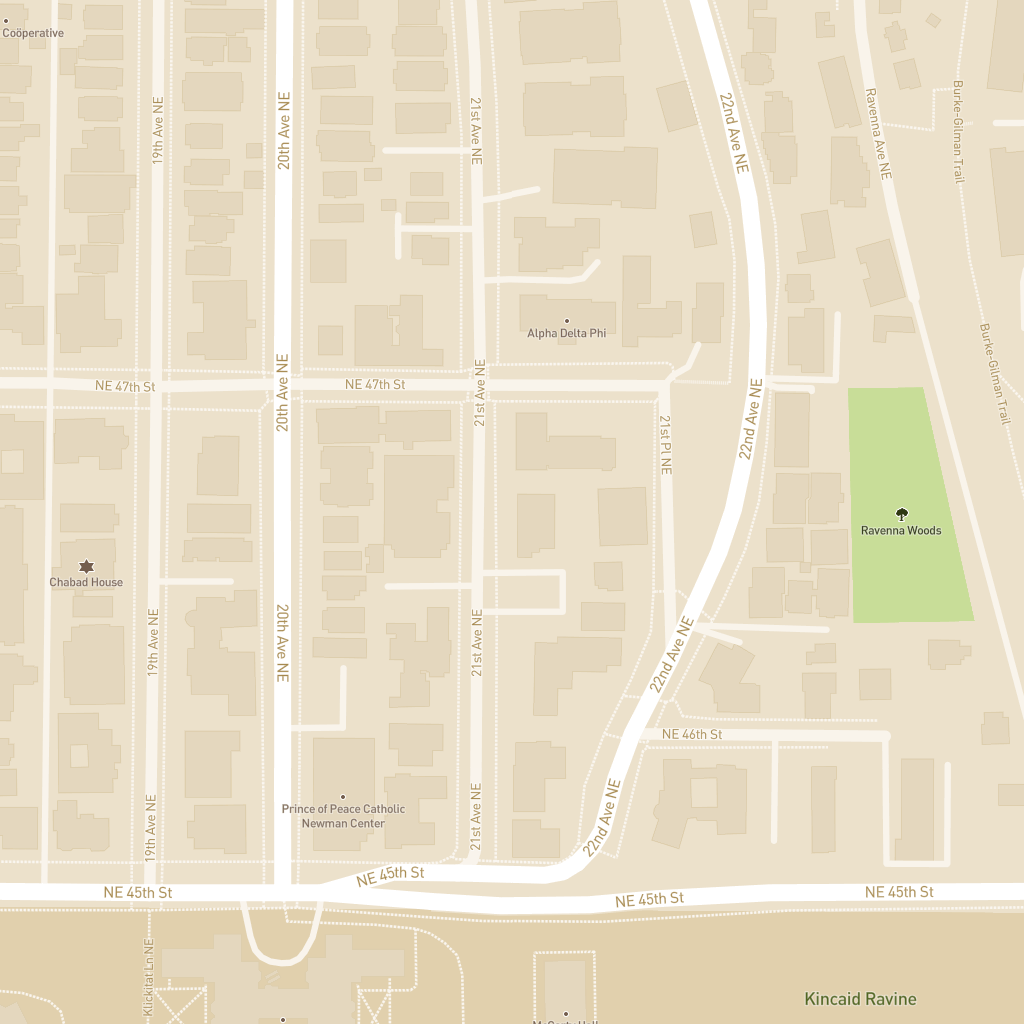 Coöperative
19th Ave NE
20th Ave NE
21st Ave NE
22nd Ave NE
Ravenna Ave NE
Burke-Gilman Trail
Alpha Delta Phi
Burke-Gilman Trail
NE 47th St
20th Ave NE
NE 47th St
21st Ave NE
21st Pl NE
22nd Ave NE
Ravenna Woods
Chabad House
19th Ave NE
20th Ave NE
21st Ave NE
22nd Ave NE
NE 46th St
Prince of Peace Catholic
Newman Center
19th Ave NE
21st Ave NE
22nd Ave NE
NE 45th St
NE 45th St
NE 45th St
NE 45th St
Klickitat Ln NE
Kincaid Ravine